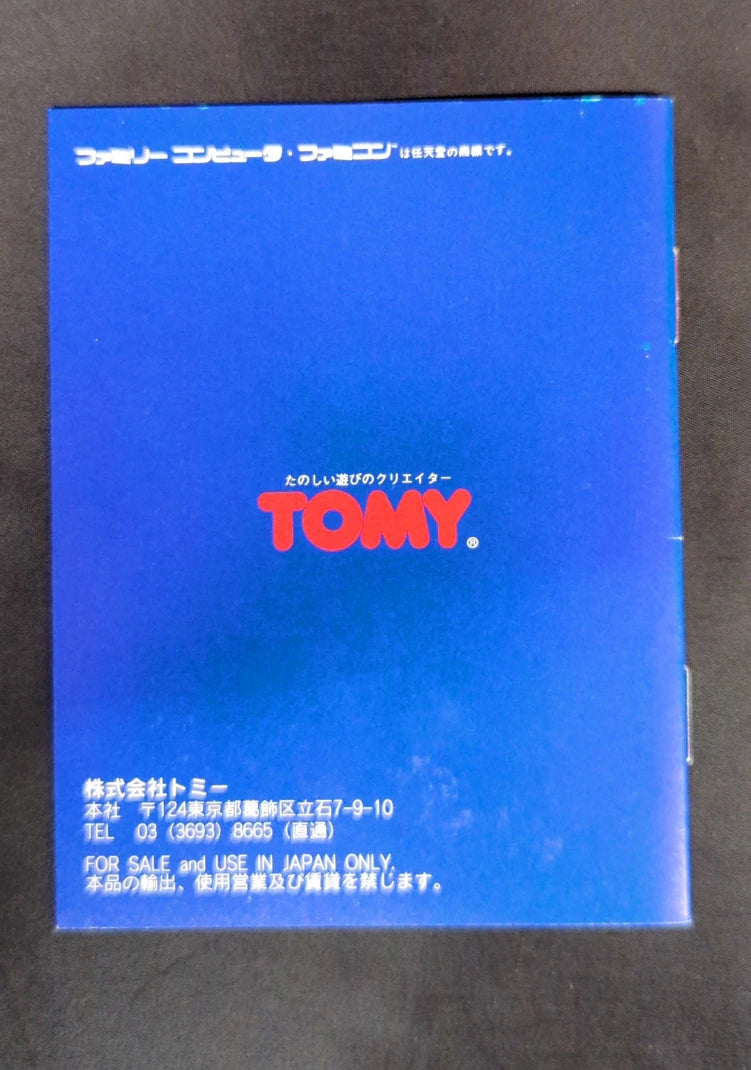 ファミリーコンピュータ・ファミコンは任天堂の商標です。
たのしい遊びのクリエイター
TOMY®
株式会社トミー
本社 〒124東京都葛飾区立石7-9-10
TEL 03 (3693) 8665 (直通)
FOR SALE and USE IN JAPAN ONLY.
本品の輸出、使用営業及び賃貸を禁じます。